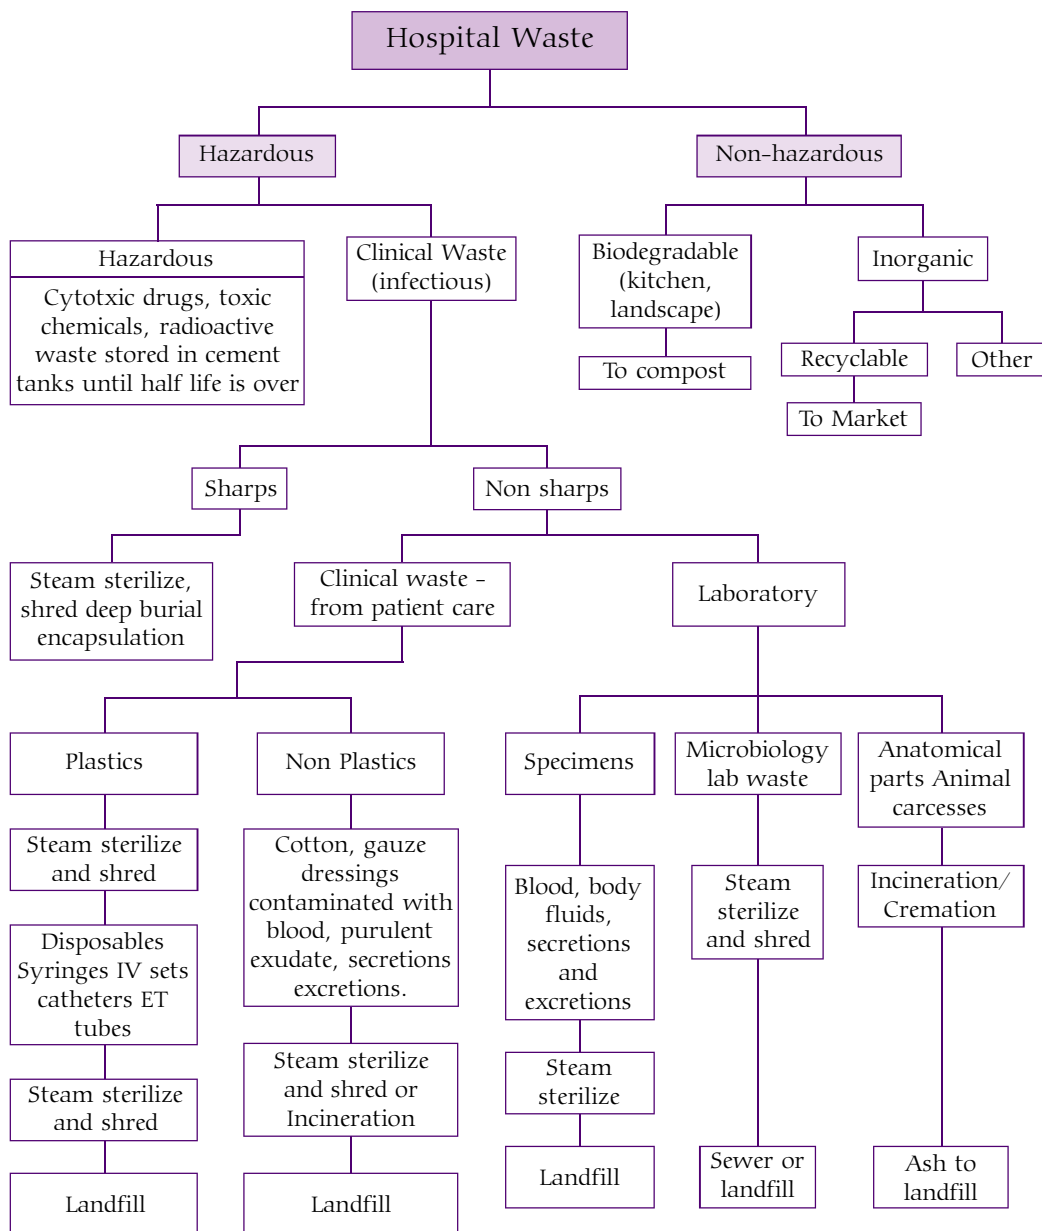 Hospital Waste
Hazardous
Non-hazardous
Hazardous
Cytotxic drugs, toxic
chemicals, radioactive
waste stored in cement
tanks until half life is over
Clinical Waste
(infectious)
Biodegradable
(kitchen,
landscape)
To compost
Inorganic
Recyclable
Other
To Market
Sharps
Non sharps
Steam sterilize,
shred deep burial
encapsulation
Clinical waste –
from patient care
Laboratory
Plastics
Non Plastics
Specimens
Microbiology
lab waste
Anatomical
parts Animal
carcesses
Steam sterilize
and shred
Cotton, gauze
dressings
contaminated with
blood, purulent
exudate, secretions
excretions.
Blood, body
fluids,
secretions
and
excretions
Steam
sterilize
and shred
Incineration/
Cremation
Disposables
Syringes IV sets
catheters ET
tubes
Steam sterilize
and shred
Steam sterilize
and shred or
Incineration
Steam
sterilize
Landfill
Landfill
Landfill
Sewer or
landfill
Ash to
landfill